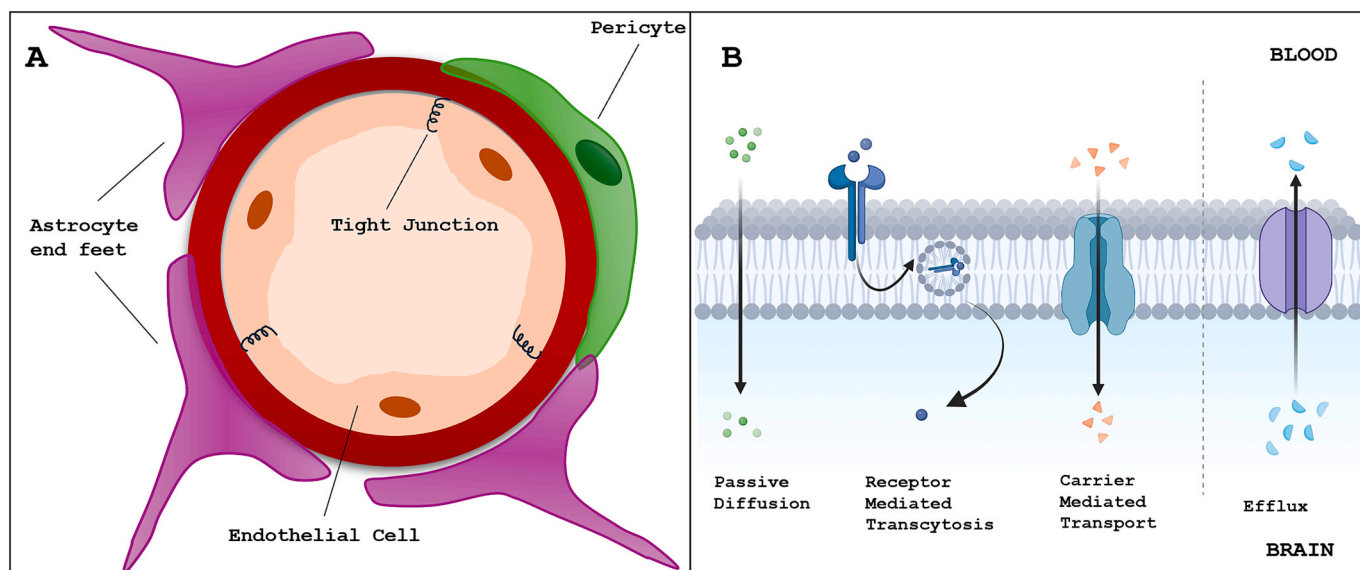 A
Pericyte
Astrocyte
end feet
Tight Junction
Endothelial Cell
B
BLOOD
Passive
Diffusion
Receptor
Mediated
Transcytosis
Carrier
Mediated
Transport
Efflux
BRAIN